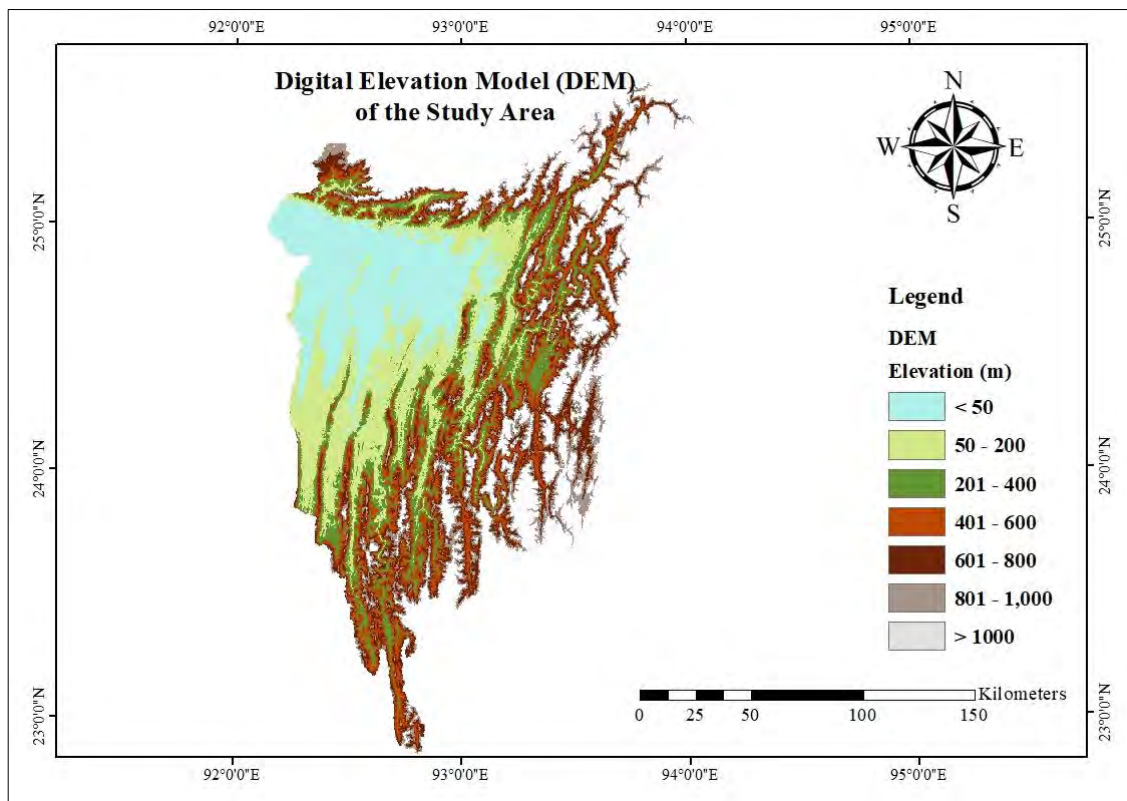 92°0'0"E 93°0'0"E 94°0'0"E 95°0'0"E
Digital Elevation Model (DEM)
of the Study Area
N
W E
S
25°0'0"N 25°0'0"N
Legend
DEM
Elevation (m)
< 50
50 - 200
201 - 400
401 - 600
601 - 800
801 - 1,000
> 1000
24°0'0"N 24°0'0"N
Kilometers
0 25 50 100 150
23°0'0"N 23°0'0"N
92°0'0"E 93°0'0"E 94°0'0"E 95°0'0"E